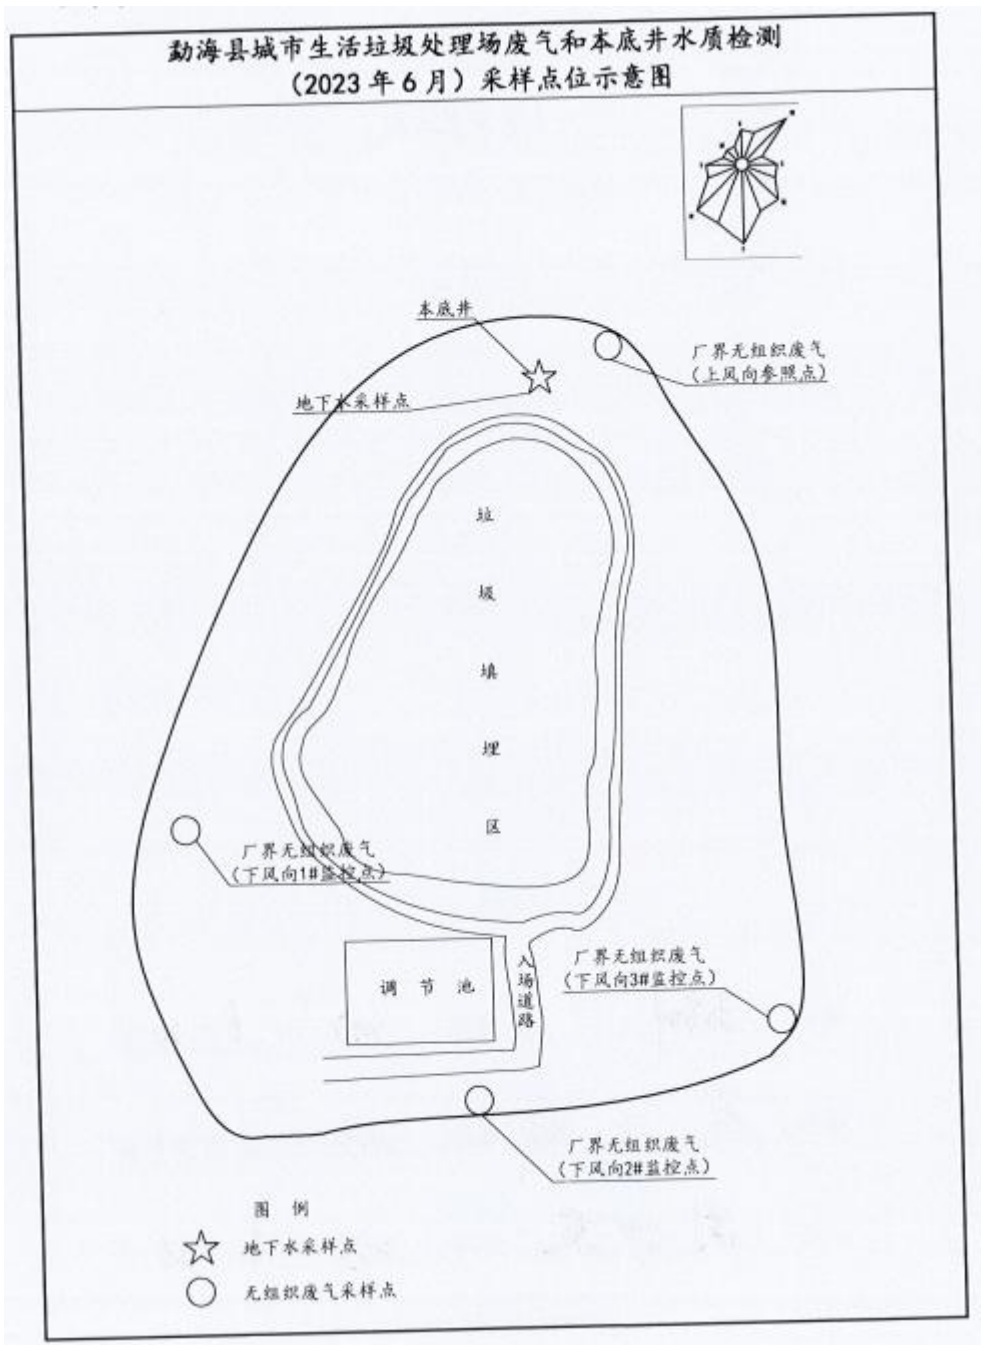 勐海县城市生活垃圾处理场废气和本底井水质检测
（2023年6月）采样点位示意图
本底井
厂界无组织废气
（上风向参照点）
地下水采样点
垃
圾
填
埋
区
厂界无组织废气
（下风向1#监控点）
调节池
入场道路
厂界无组织废气
（下风向3#监控点）
厂界无组织废气
（下风向2#监控点）
图例
地下水采样点
无组织废气采样点